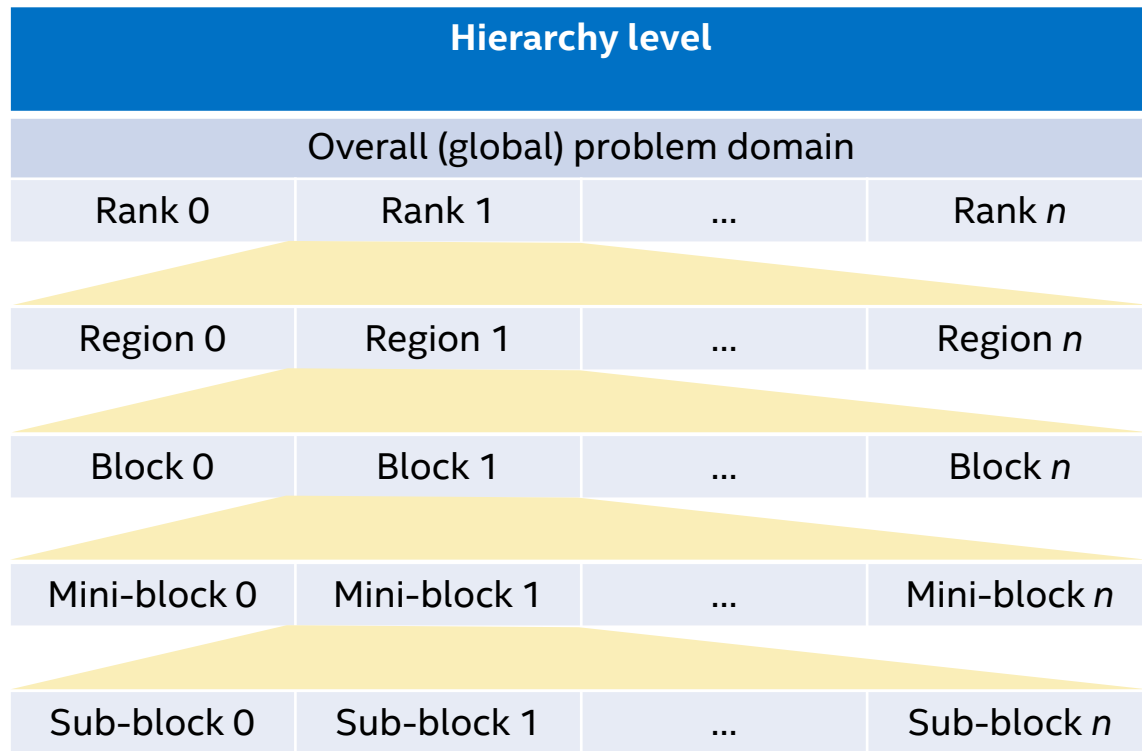 Hierarchy level
Overall (global) problem domain
Rank 0 Rank 1 ... Rank n
Region 0 Region 1 ... Region n
Block 0 Block 1 ... Block n
Mini-block 0 Mini-block 1 ... Mini-block n
Sub-block 0 Sub-block 1 ... Sub-block n